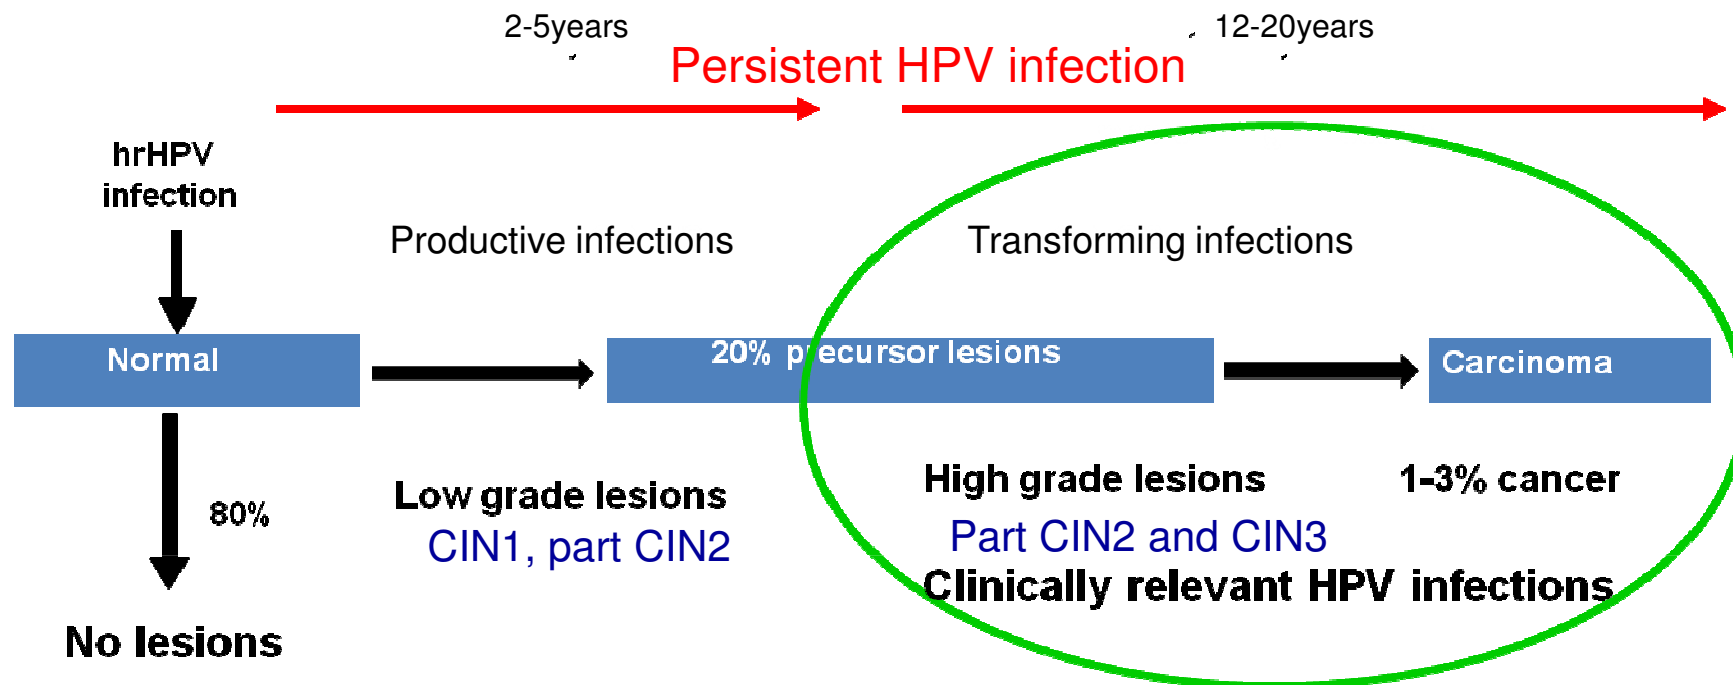 2-5years
12-20years
Persistent HPV infection
hrHPV
infection
Productive infections
Transforming infections
Normal
20% precursor lesions
Carcinoma
80%
Low grade lesions
CIN1, part CIN2
High grade lesions
1-3% cancer
Part CIN2 and CIN3
Clinically relevant HPV infections
No lesions